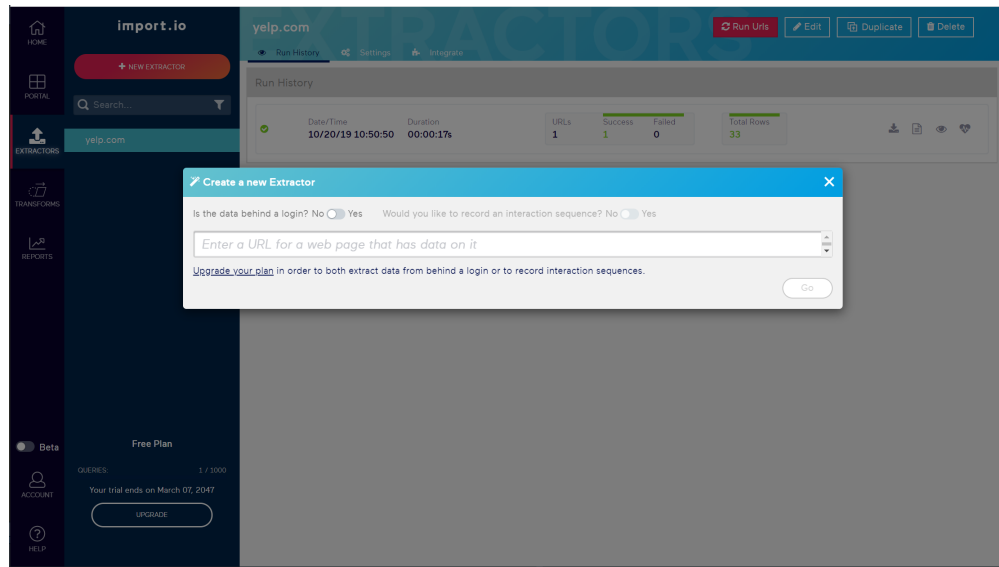 HOME
PORTAL
EXTRACTORS
TRANSFORMS
REPORTS
Beta
ACCOUNT
HELP
import.io
+ NEW EXTRACTOR
Search...
yelp.com
Free Plan
QUERIES: 1 / 1000
Your trial ends on March 07, 2047
UPGRADE
EXTRACTORS
yelp.com
Run Urls Edit Duplicate Delete
Run History Settings Integrate
Run History
Date/Time Duration URLs Success Failed Total Rows
10/20/19 10:50:50 00:00:17s 1 1 0 33
Create a new Extractor
Is the data behind a login? No Yes Would you like to record an interaction sequence? No Yes
Enter a URL for a web page that has data on it
Upgrade your plan in order to both extract data from behind a login or to record interaction sequences.
Go